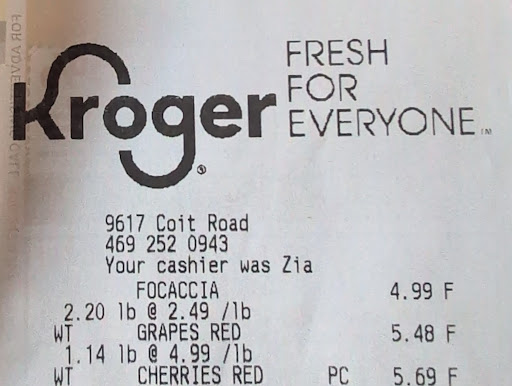 Kroger
FRESH
FOR
EVERYONE™
9617 Coit Road
469 252 0943
Your cashier was Zia
FOCACCIA 4.99 F
2.20 lb @ 2.49 /lb
WT GRAPES RED 5.48 F
1.14 lb @ 4.99 /lb
WT CHERRIES RED PC 5.69 F